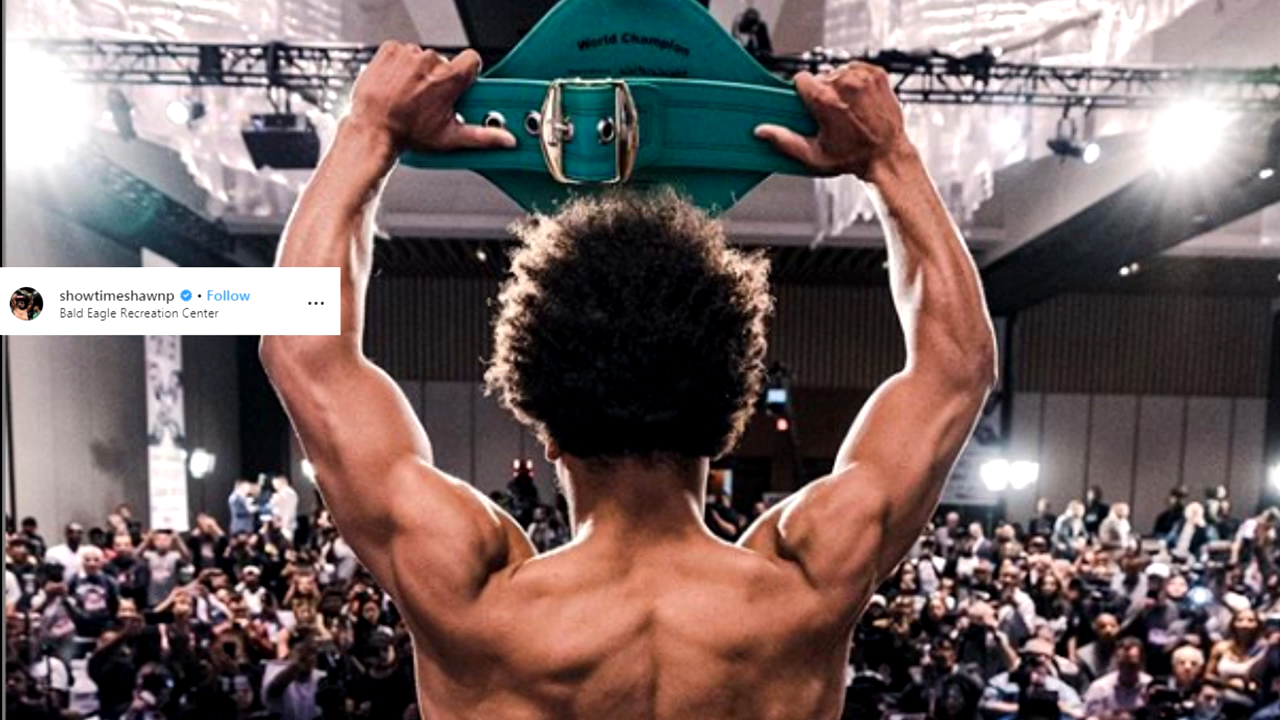 World Champion
showtimeshawnp • Follow
Bald Eagle Recreation Center